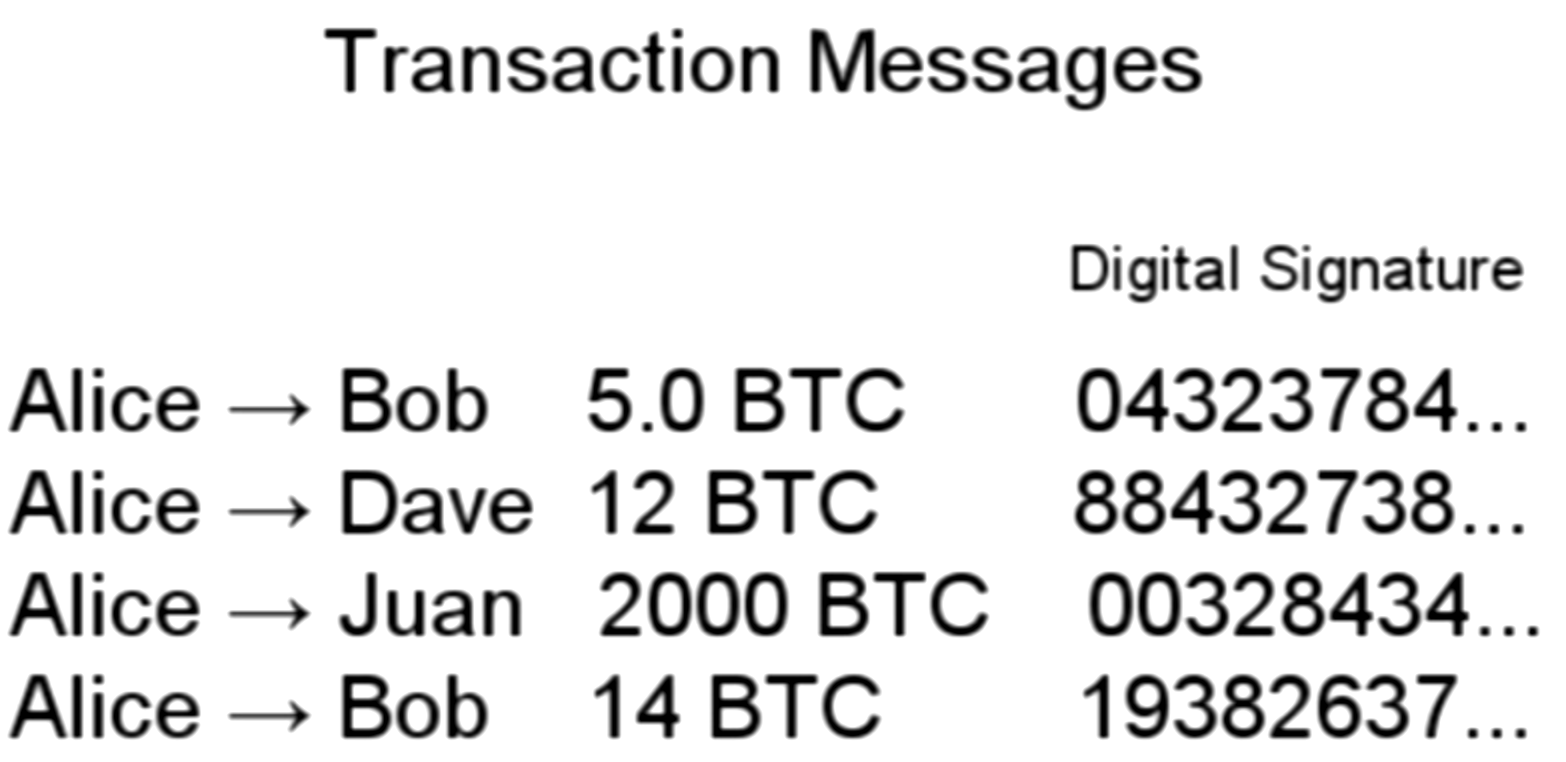 Transaction Messages
Digital Signature
Alice → Bob 5.0 BTC 04323784...
Alice → Dave 12 BTC 88432738...
Alice → Juan 2000 BTC 00328434...
Alice → Bob 14 BTC 19382637...